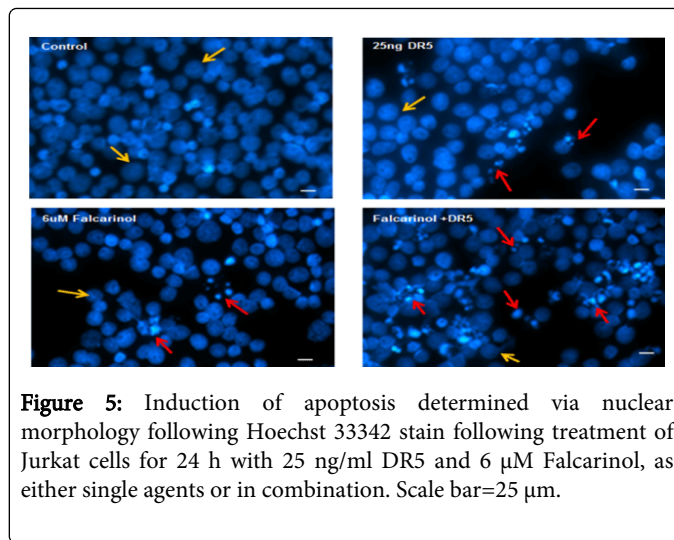 Control
25ng DR5
6uM Falcarinol
Falcarinol +DR5
Figure 5: Induction of apoptosis determined via nuclear
morphology following Hoechst 33342 stain following treatment of
Jurkat cells for 24 h with 25 ng/ml DR5 and 6 μM Falcarinol, as
either single agents or in combination. Scale bar=25 μm.